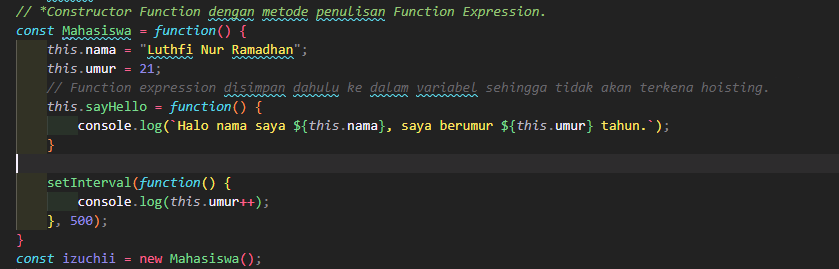 // *Constructor Function dengan metode penulisan Function Expression.
const Mahasiswa = function() {
    this.nama = "Luthfi Nur Ramadhan";
    this.umur = 21;
    // Function expression disimpan dahulu ke dalam variabel sehingga tidak akan terkena hoisting.
    this.sayHello = function() {
        console.log(`Halo nama saya ${this.nama}, saya berumur ${this.umur} tahun.`);
    }
    setInterval(function() {
        console.log(this.umur++);
    }, 500);
}
const izuchii = new Mahasiswa();